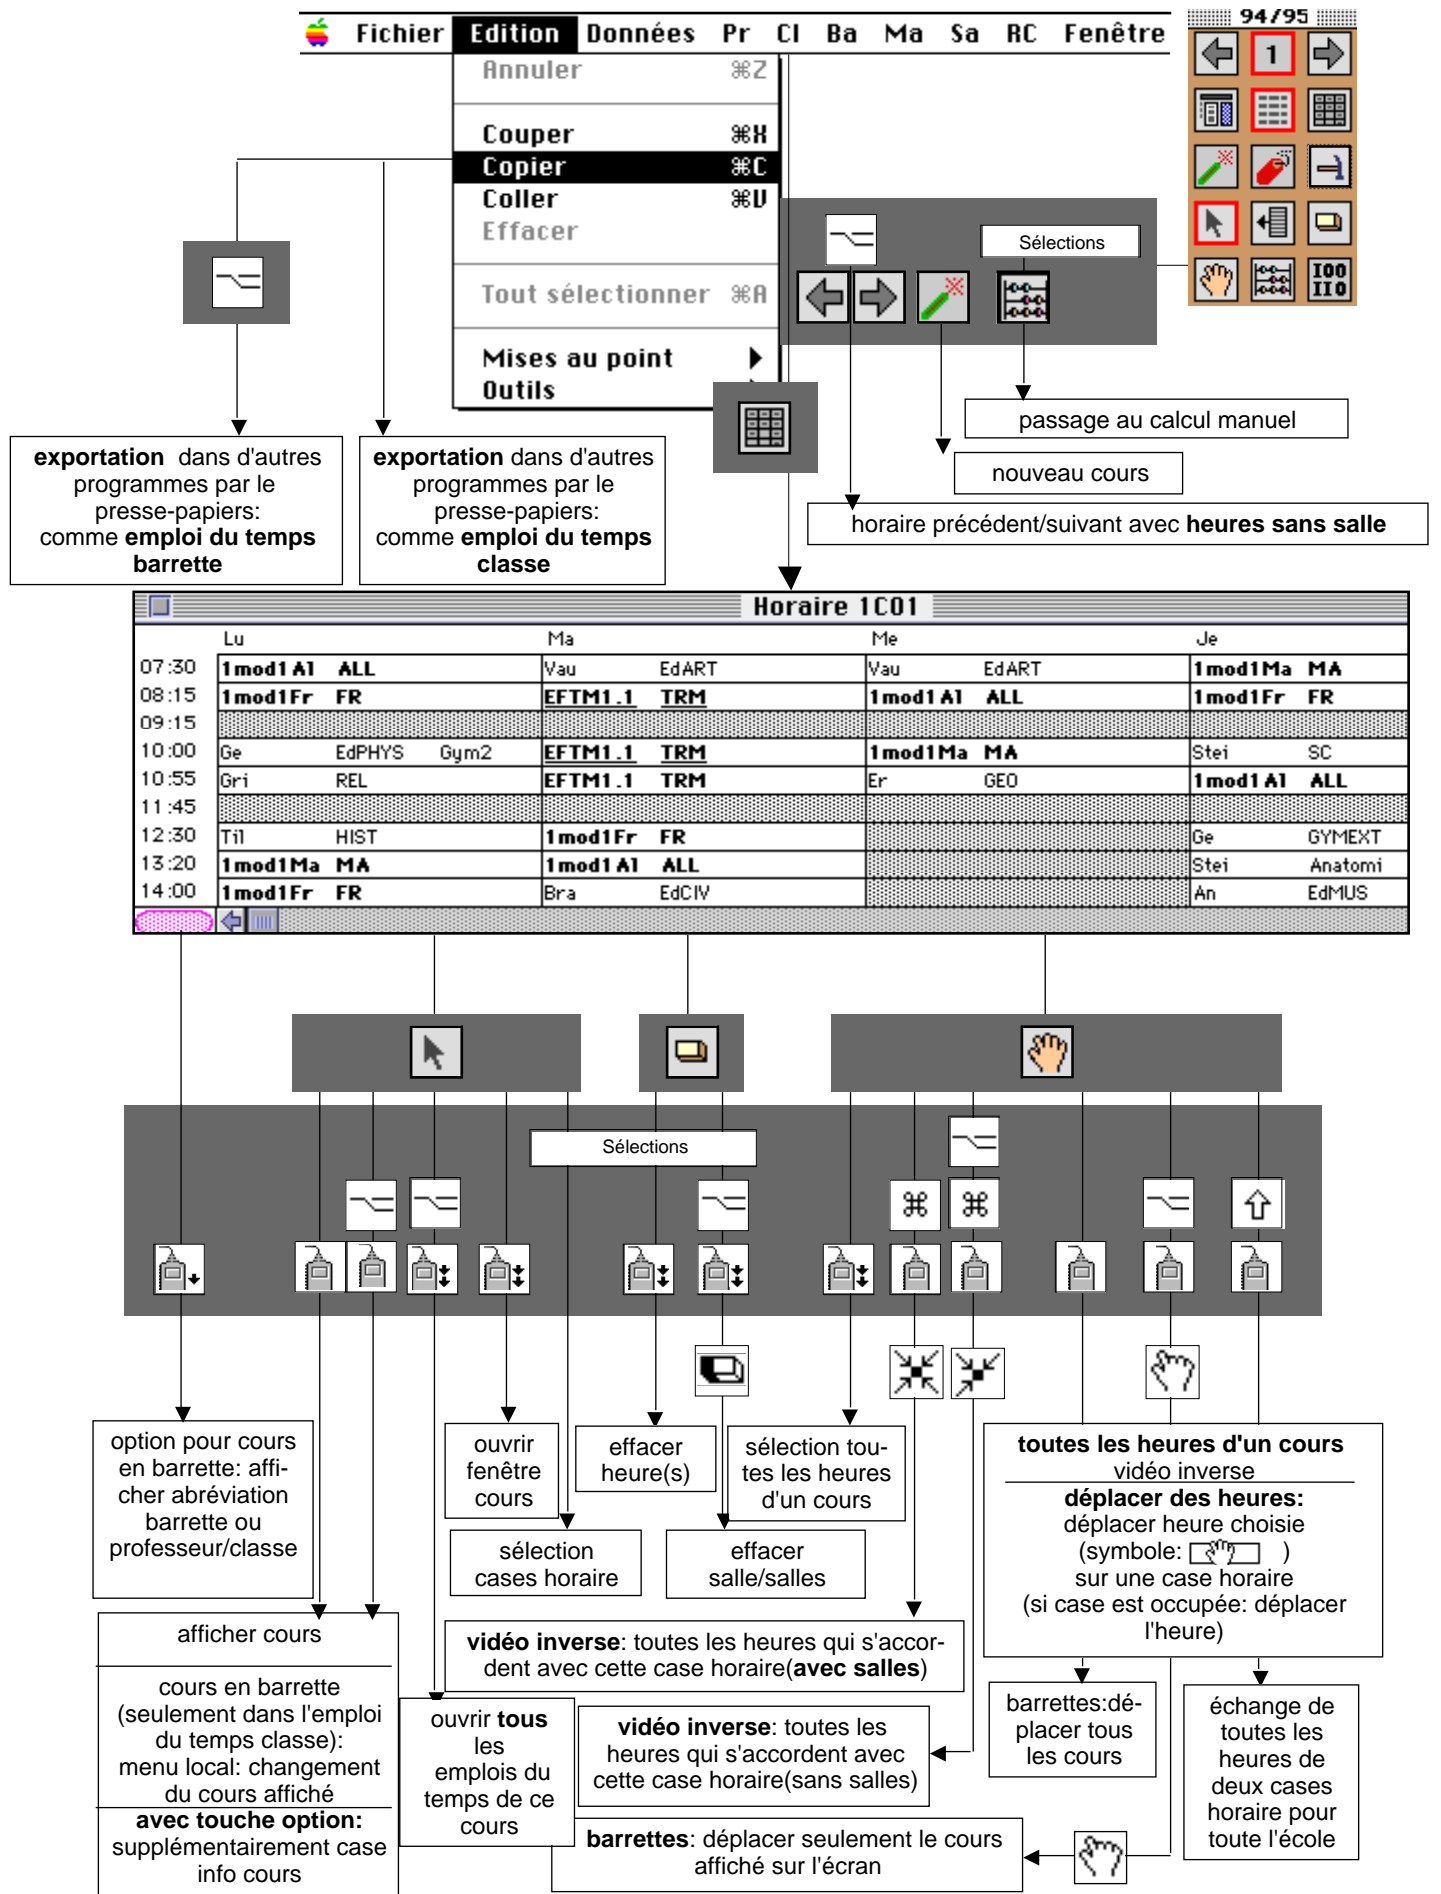 Fichier Edition Données Pr Cl Ba Ma Sa RC Fenêtre
94/95
1
Annuler ⌘Z
Couper ⌘X
Copier ⌘C
Coller ⌘V
Effacer
Tout sélectionner ⌘A
Mises au point
Outils
Sélections
I00
II0
passage au calcul manuel
nouveau cours
horaire précédent/suivant avec heures sans salle
exportation dans d'autres
programmes par le
presse-papiers:
comme emploi du temps
barrette
exportation dans d'autres
programmes par le
presse-papiers:
comme emploi du temps
classe
Horaire 1C01
Lu Ma Me Je
07:30 1mod1Al ALL Vau EdART Vau EdART 1mod1Ma MA
08:15 1mod1Fr FR EFTM1.1 TRM 1mod1Al ALL 1mod1Fr FR
09:15
10:00 Ge EdPHYS Gym2 EFTM1.1 TRM 1mod1Ma MA Stei SC
10:55 Gri REL EFTM1.1 TRM Er GEO 1mod1Al ALL
11:45
12:30 Til HIST 1mod1Fr FR Ge GYMEXT
13:20 1mod1Ma MA 1mod1Al ALL Stei Anatomi
14:00 1mod1Fr FR Bra EdCIV An EdMUS
Sélections
⌘ ⌘
option pour cours
en barrette: affi-
cher abréviation
barrette ou
professeur/classe
ouvrir
fenêtre
cours
effacer
heure(s)
sélection tou-
tes les heures
d'un cours
toutes les heures d'un cours
vidéo inverse
déplacer des heures:
déplacer heure choisie
(symbole: )
sur une case horaire
(si case est occupée: déplacer
l'heure)
sélection
cases horaire
effacer
salle/salles
afficher cours
cours en barrette
(seulement dans l'emploi
du temps classe):
menu local: changement
du cours affiché
avec touche option:
supplémentairement case
info cours
vidéo inverse: toutes les heures qui s'accor-
dent avec cette case horaire(avec salles)
ouvrir tous
les
emplois du
temps de ce
cours
vidéo inverse: toutes les
heures qui s'accordent avec
cette case horaire(sans salles)
barrettes:dé-
placer tous
les cours
échange de
toutes les
heures de
deux cases
horaire pour
toute l'école
barrettes: déplacer seulement le cours
affiché sur l'écran